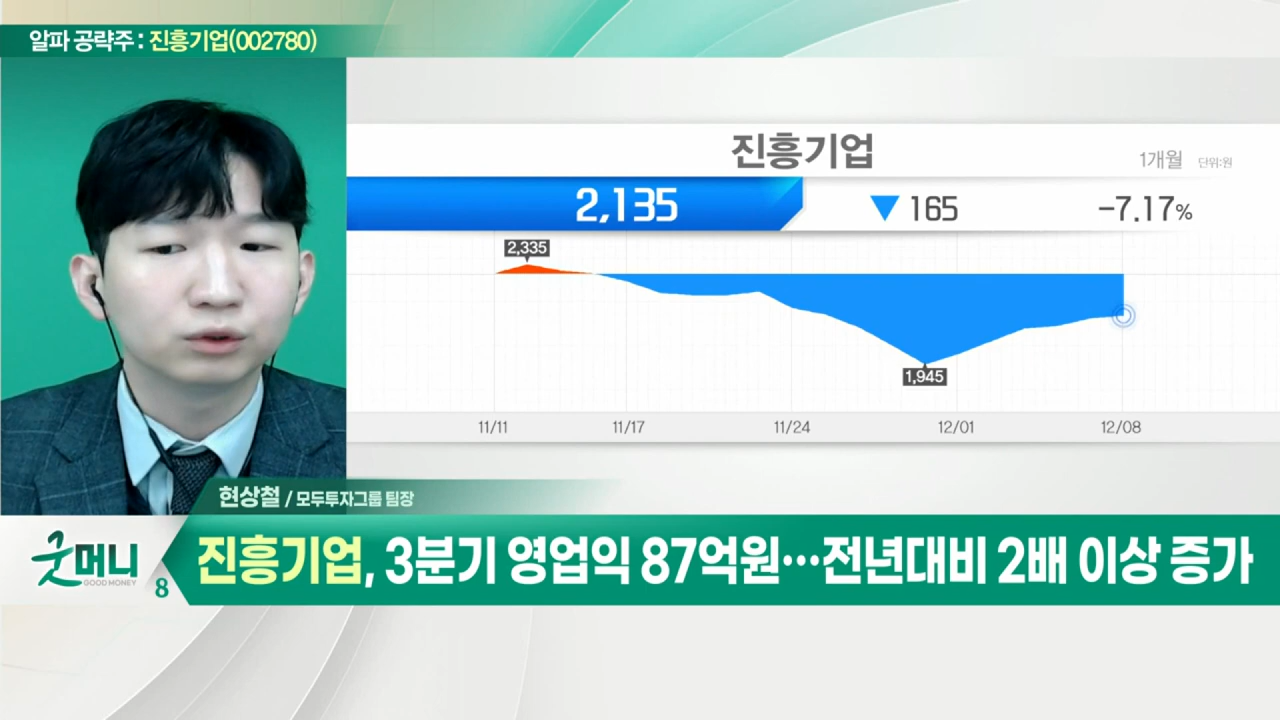 알파 공략주 : 진흥기업(002780)
진흥기업
1개월 단위:원
2,135 ▼ 165 -7.17%
2,335
1,945
11/11 11/17 11/24 12/01 12/08
현상철 / 모두투자그룹 팀장
굿머니
GOOD MONEY
8
진흥기업, 3분기 영업익 87억원…전년대비 2배 이상 증가